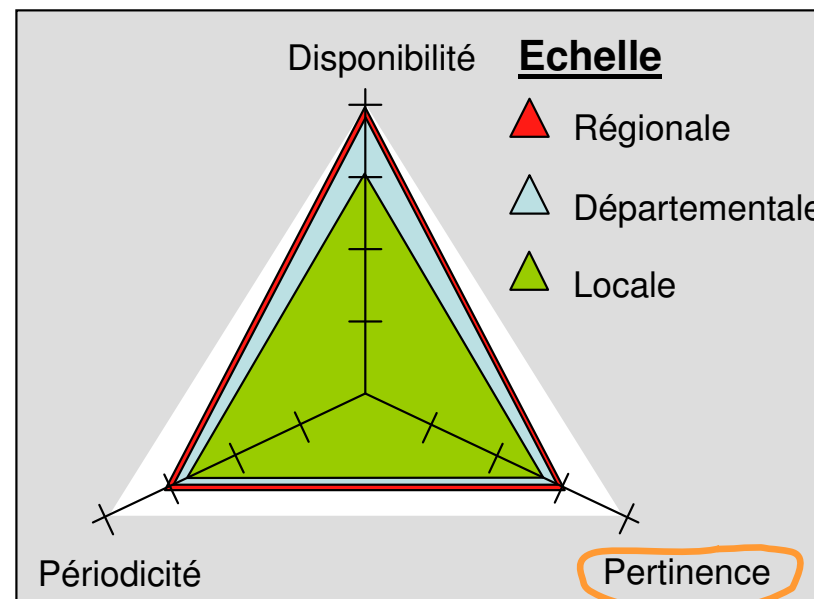 Disponibilité
Echelle
Régionale
Départementale
Locale
Périodicité
Pertinence